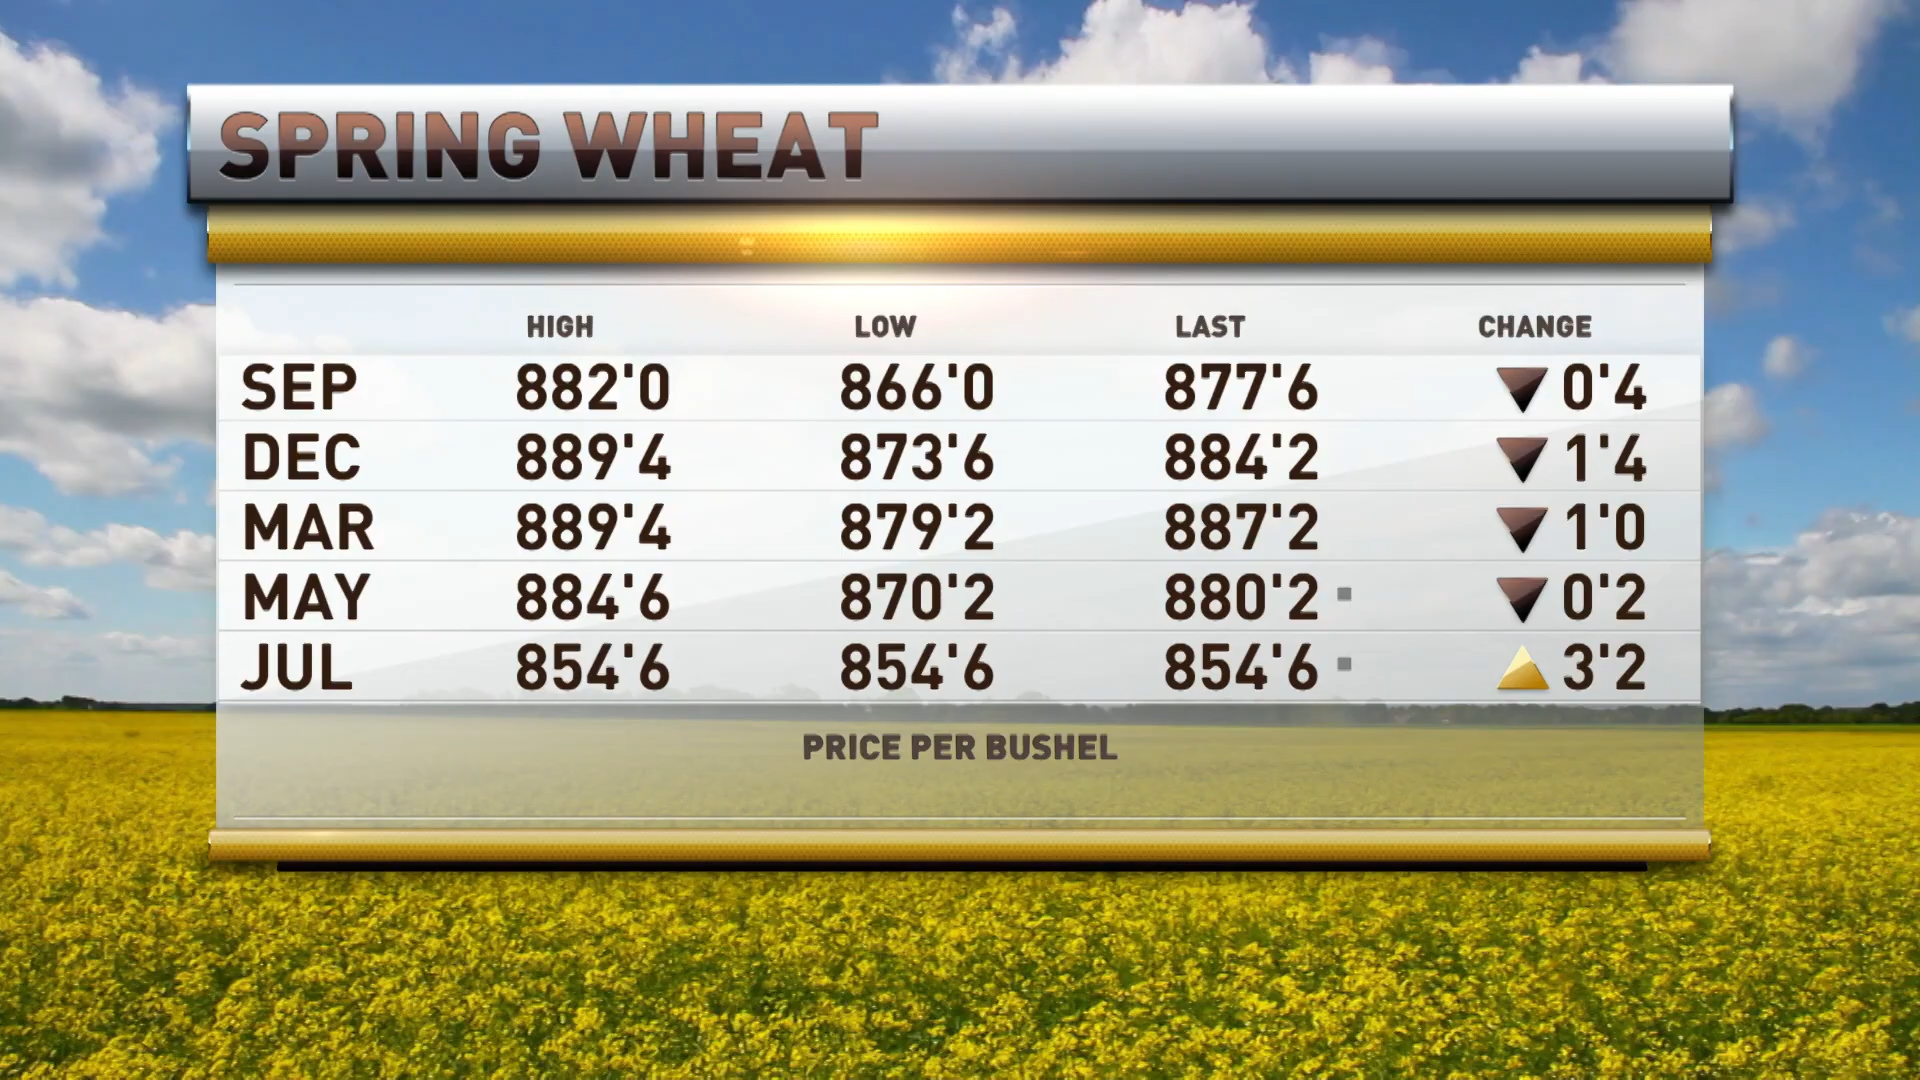 SPRING WHEAT
HIGH LOW LAST CHANGE
SEP 882'0 866'0 877'6 ▼ 0'4
DEC 889'4 873'6 884'2 ▼ 1'4
MAR 889'4 879'2 887'2 ▼ 1'0
MAY 884'6 870'2 880'2 ▪ ▼ 0'2
JUL 854'6 854'6 854'6 ▪ ▲ 3'2
PRICE PER BUSHEL